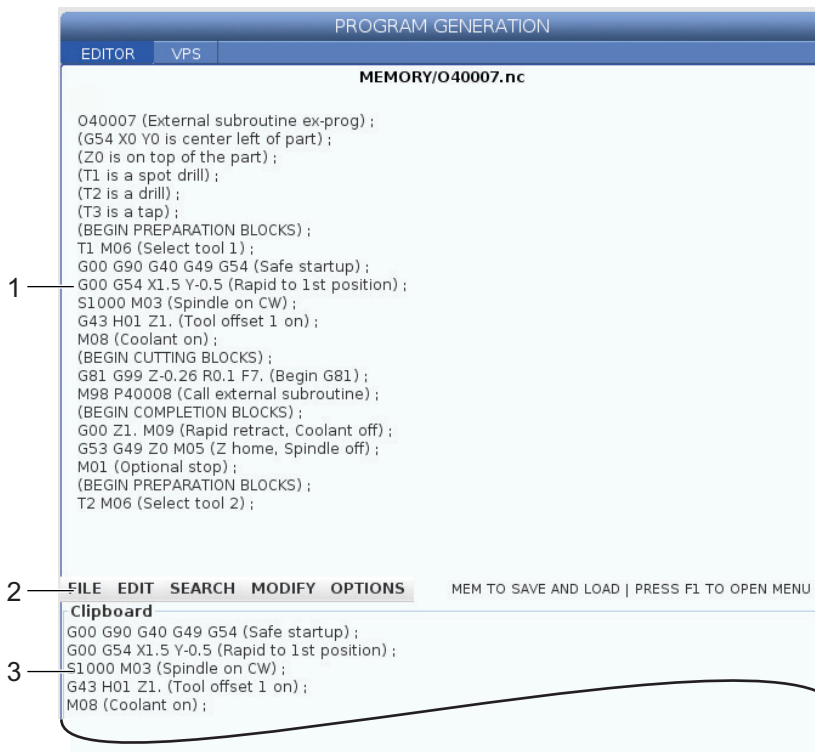 PROGRAM GENERATION
EDITOR VPS
MEMORY/O40007.nc
O40007 (External subroutine ex-prog) ;
(G54 X0 Y0 is center left of part) ;
(Z0 is on top of the part) ;
(T1 is a spot drill) ;
(T2 is a drill) ;
(T3 is a tap) ;
(BEGIN PREPARATION BLOCKS) ;
T1 M06 (Select tool 1) ;
G00 G90 G40 G49 G54 (Safe startup) ;
1 G00 G54 X1.5 Y-0.5 (Rapid to 1st position) ;
S1000 M03 (Spindle on CW) ;
G43 H01 Z1. (Tool offset 1 on) ;
M08 (Coolant on) ;
(BEGIN CUTTING BLOCKS) ;
G81 G99 Z-0.26 R0.1 F7. (Begin G81) ;
M98 P40008 (Call external subroutine) ;
(BEGIN COMPLETION BLOCKS) ;
G00 Z1. M09 (Rapid retract, Coolant off) ;
G53 G49 Z0 M05 (Z home, Spindle off) ;
M01 (Optional stop) ;
(BEGIN PREPARATION BLOCKS) ;
T2 M06 (Select tool 2) ;
2 FILE EDIT SEARCH MODIFY OPTIONS MEM TO SAVE AND LOAD | PRESS F1 TO OPEN MENU
Clipboard
G00 G90 G40 G49 G54 (Safe startup) ;
G00 G54 X1.5 Y-0.5 (Rapid to 1st position) ;
3 S1000 M03 (Spindle on CW) ;
G43 H01 Z1. (Tool offset 1 on) ;
M08 (Coolant on) ;